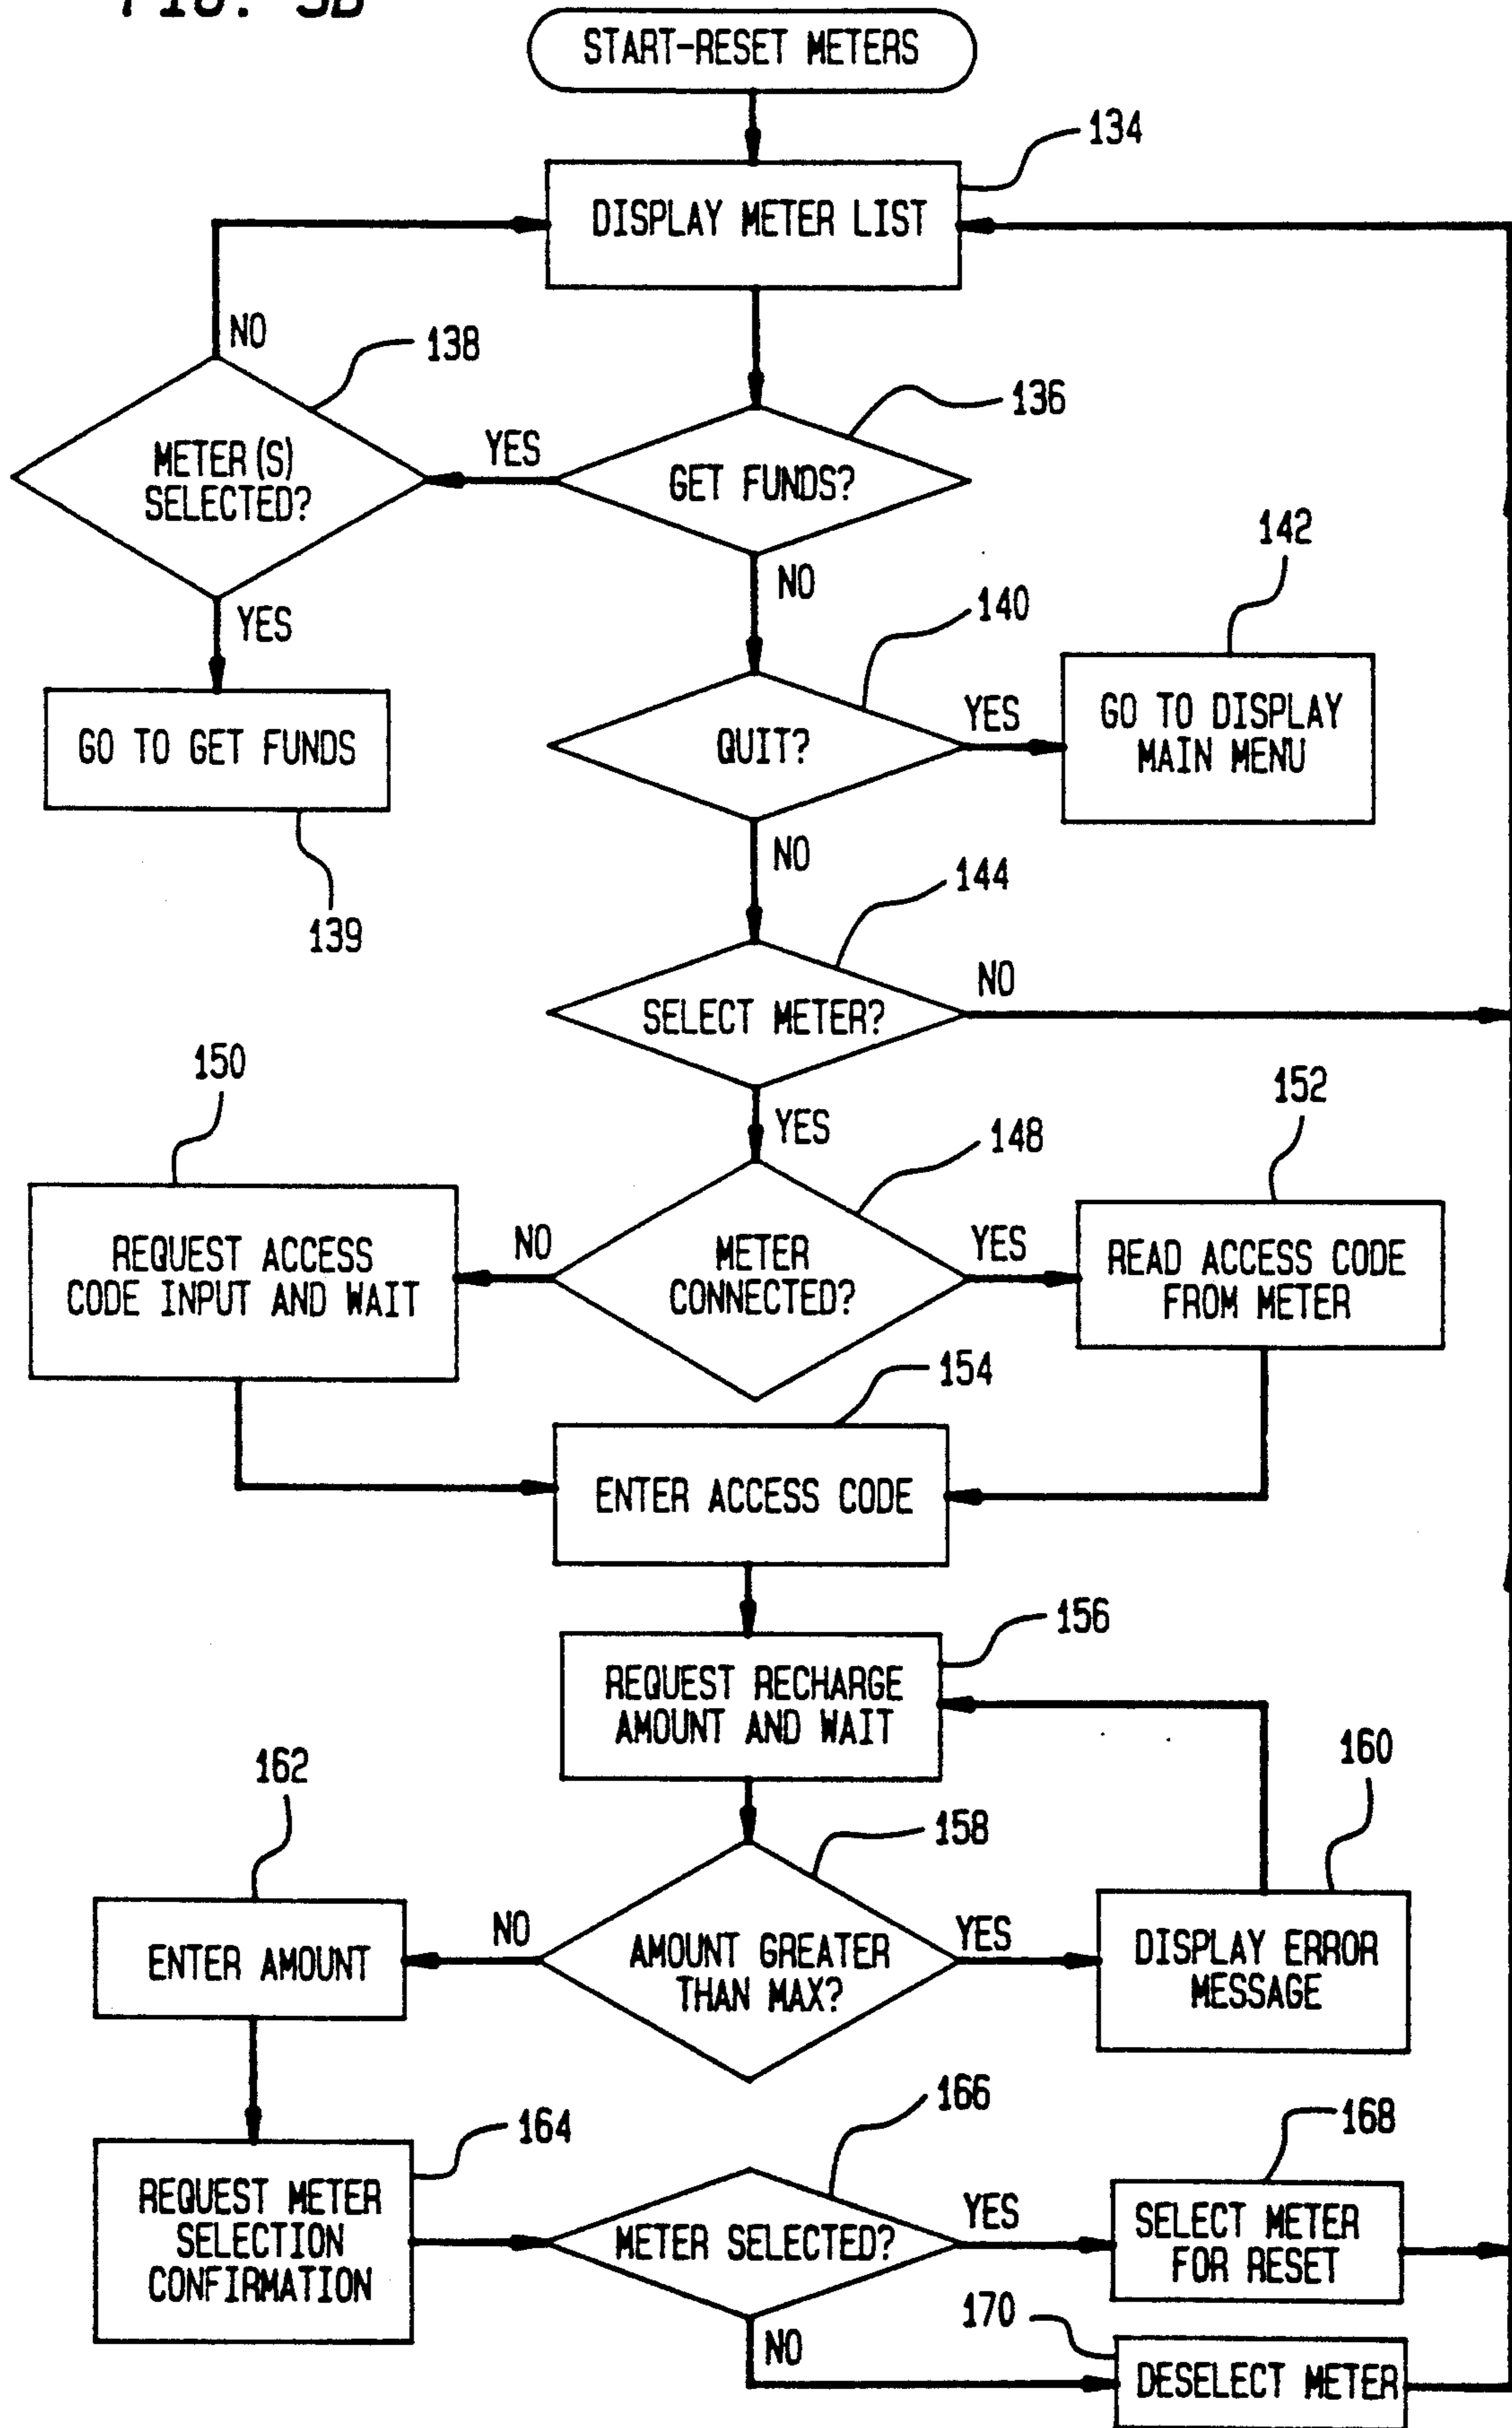 FIG. 3B
START-RESET METERS
134
DISPLAY METER LIST
NO
138
136
METER(S)
SELECTED?
YES
GET FUNDS?
142
NO
140
YES
GO TO GET FUNDS
139
QUIT?
YES
GO TO DISPLAY
MAIN MENU
NO
144
SELECT METER?
NO
150
152
YES
148
REQUEST ACCESS
CODE INPUT AND WAIT
NO
METER
CONNECTED?
YES
READ ACCESS CODE
FROM METER
154
ENTER ACCESS CODE
156
REQUEST RECHARGE
AMOUNT AND WAIT
162
160
158
ENTER AMOUNT
NO
AMOUNT GREATER
THAN MAX?
YES
DISPLAY ERROR
MESSAGE
164
166
168
REQUEST METER
SELECTION
CONFIRMATION
METER SELECTED?
YES
SELECT METER
FOR RESET
170
NO
DESELECT METER